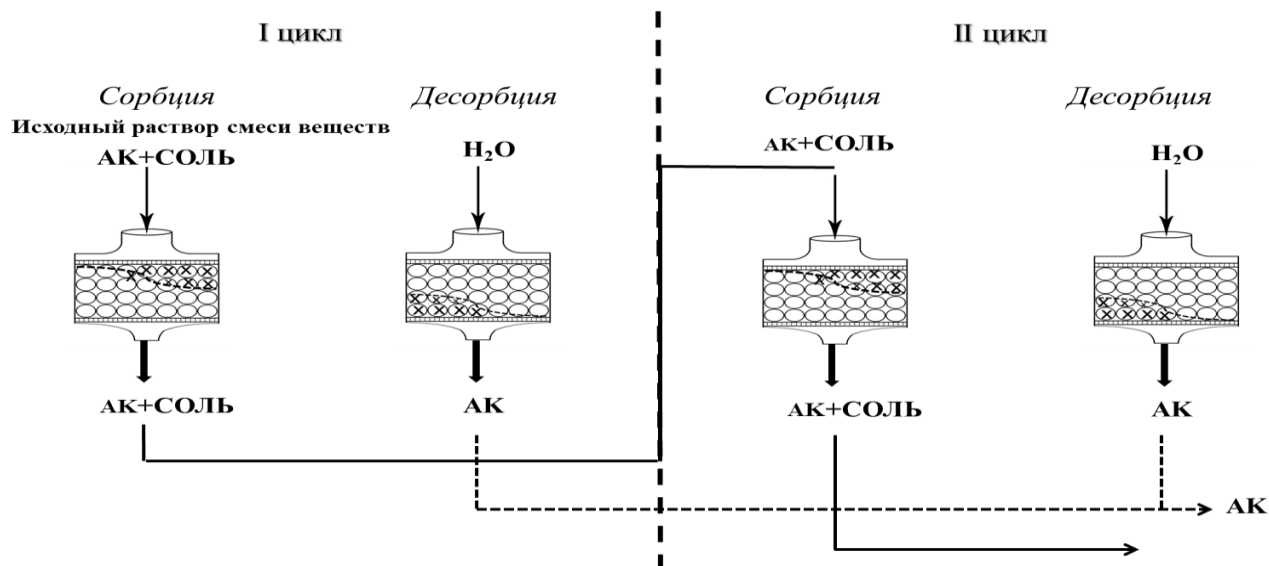 I цикл
II цикл
Сорбция
Десорбция
Сорбция
Десорбция
Исходный раствор смеси веществ
АК+СОЛЬ
H₂O
АК+СОЛЬ
H₂O
АК+СОЛЬ
АК
АК+СОЛЬ
АК
АК